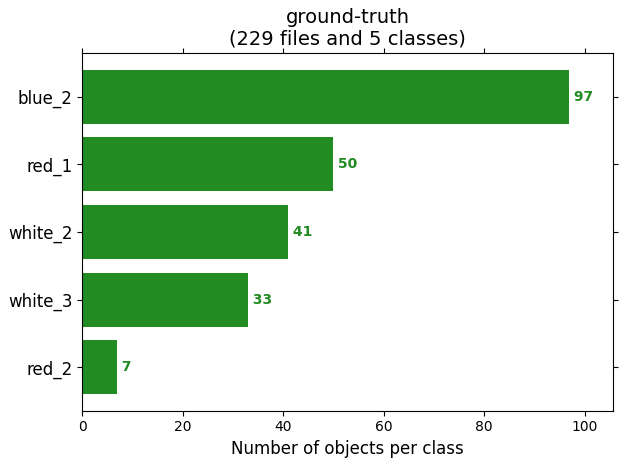 ground-truth
(229 files and 5 classes)
blue_2 97
red_1 50
white_2 41
white_3 33
red_2 7
0 20 40 60 80 100
Number of objects per class